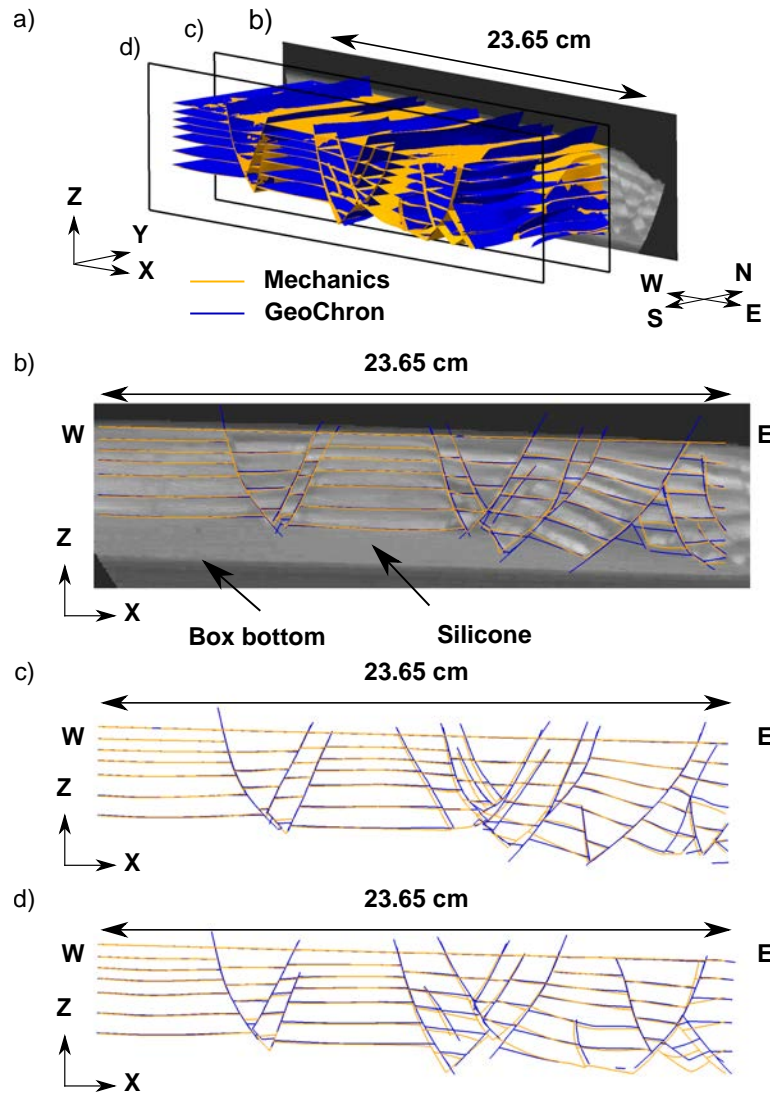 a)
b)
c)
d)
23.65 cm
Z
Y
X
Mechanics
GeoChron
W
N
S
E
b)
23.65 cm
W
E
Z
X
Box bottom
Silicone
c)
23.65 cm
W
E
Z
X
d)
23.65 cm
W
E
Z
X